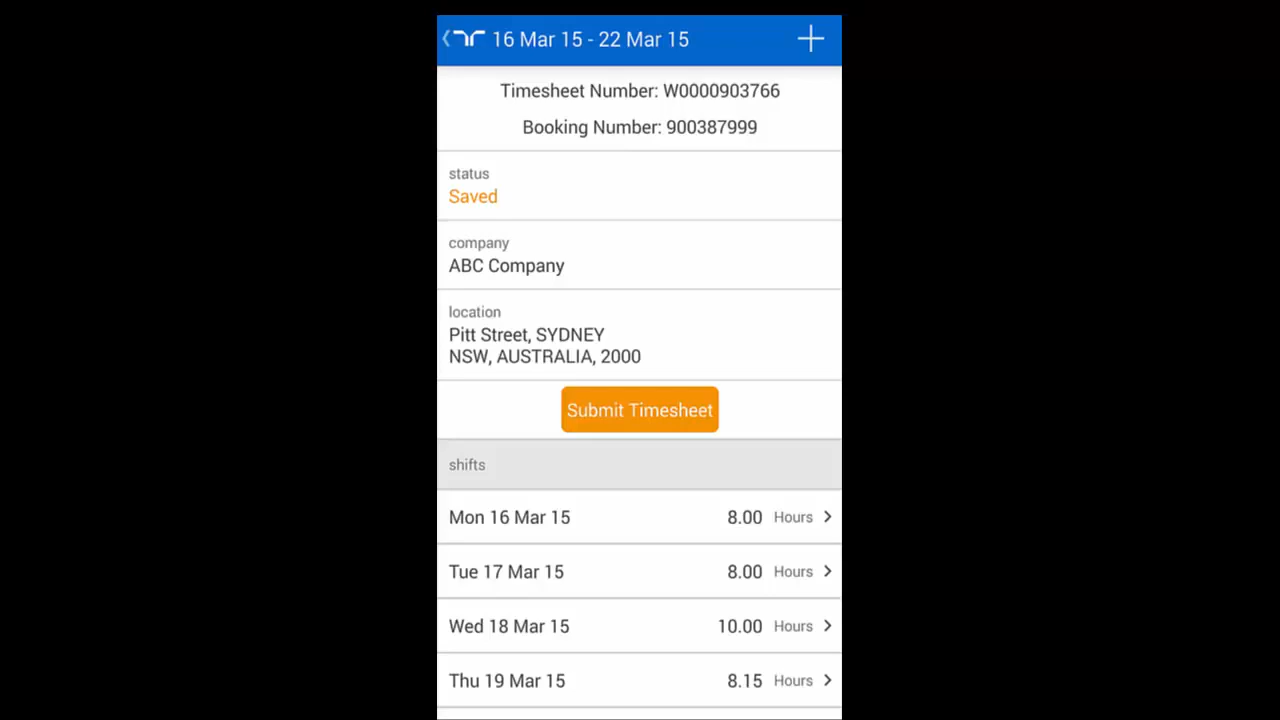 16 Mar 15 - 22 Mar 15
Timesheet Number: W0000903766
Booking Number: 900387999
status
Saved
company
ABC Company
location
Pitt Street, SYDNEY
NSW, AUSTRALIA, 2000
Submit Timesheet
shifts
Mon 16 Mar 15 8.00 Hours
Tue 17 Mar 15 8.00 Hours
Wed 18 Mar 15 10.00 Hours
Thu 19 Mar 15 8.15 Hours